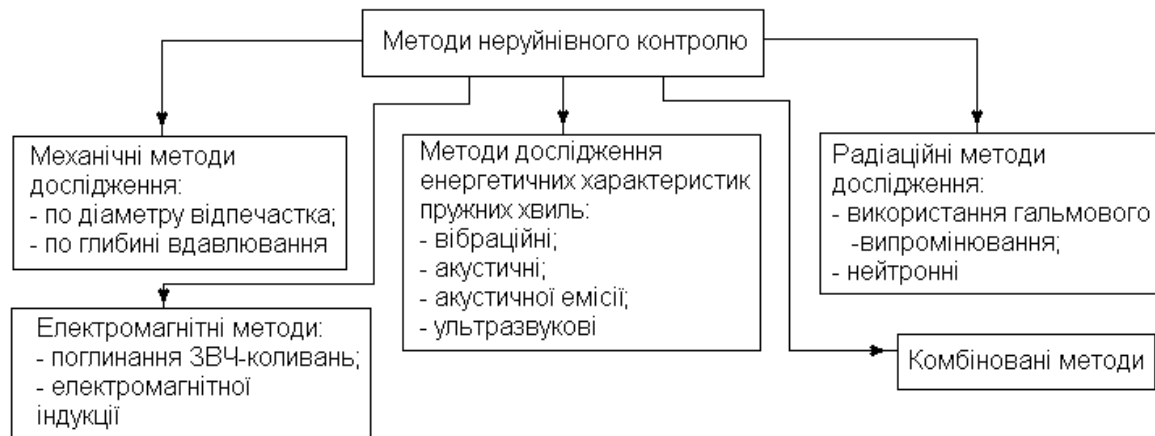 Методи неруйнівного контролю
Механічні методи
дослідження:
- по діаметру відпечастка;
- по глибині вдавлювання
Методи дослідження
енергетичних характеристик
пружних хвиль:
- вібраційні;
- акустичні;
- акустичної емісії;
- ультразвукові
Радіаційні методи
дослідження:
- використання гальмового
-випромінювання;
- нейтронні
Електромагнітні методи:
- поглинання ЗВЧ-коливань;
- електромагнітної
індукції
Комбіновані методи